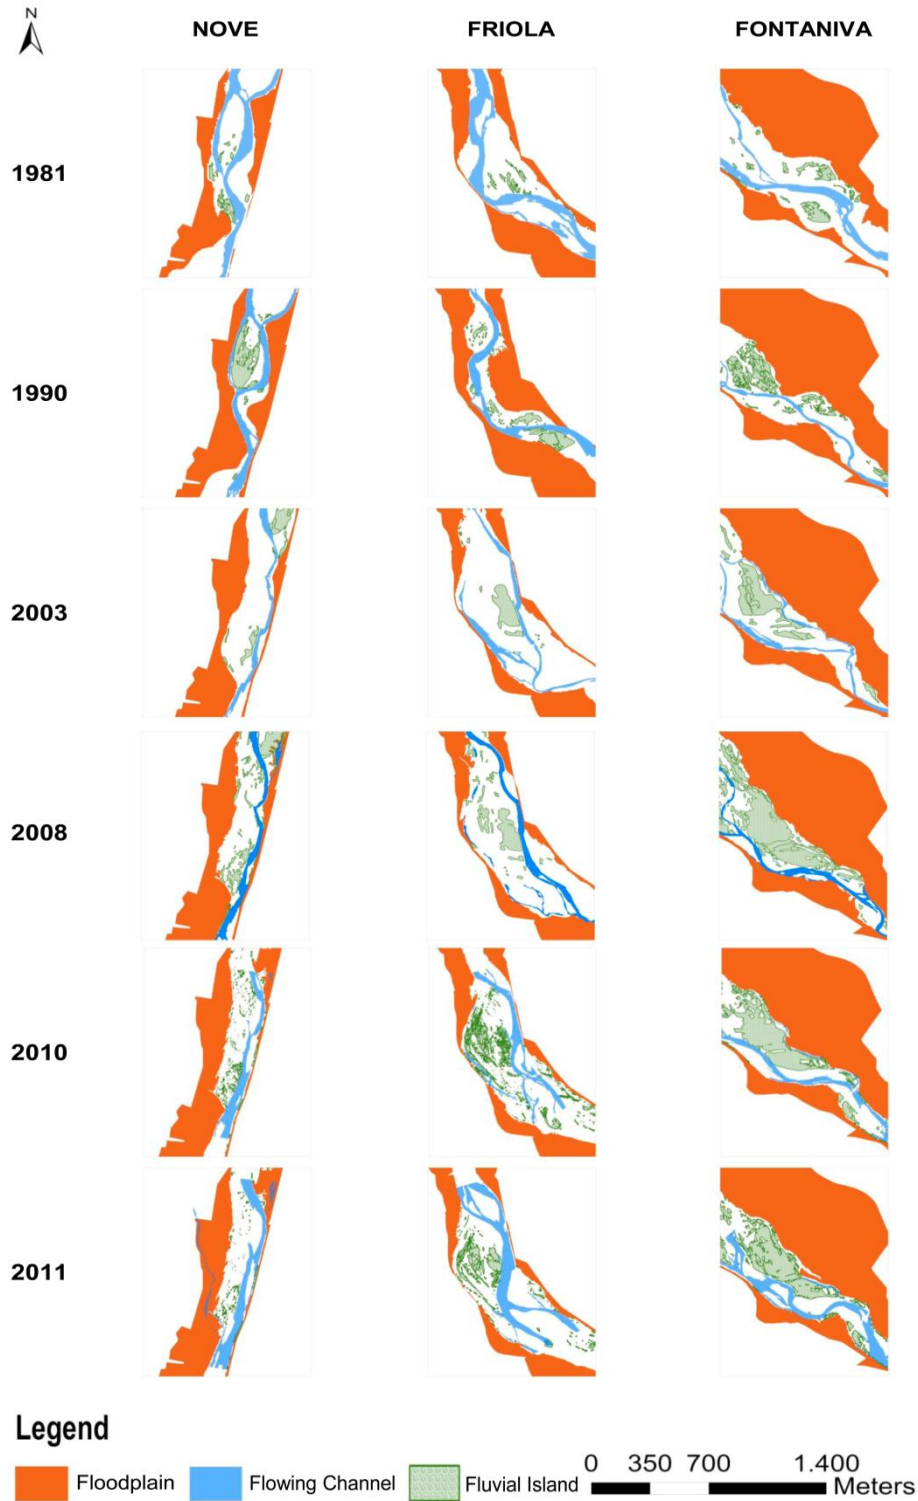 N
NOVE FRIOLA FONTANIVA
1981
1990
2003
2008
2010
2011
Legend
0 350 700 1.400
Floodplain Flowing Channel Fluvial Island Meters